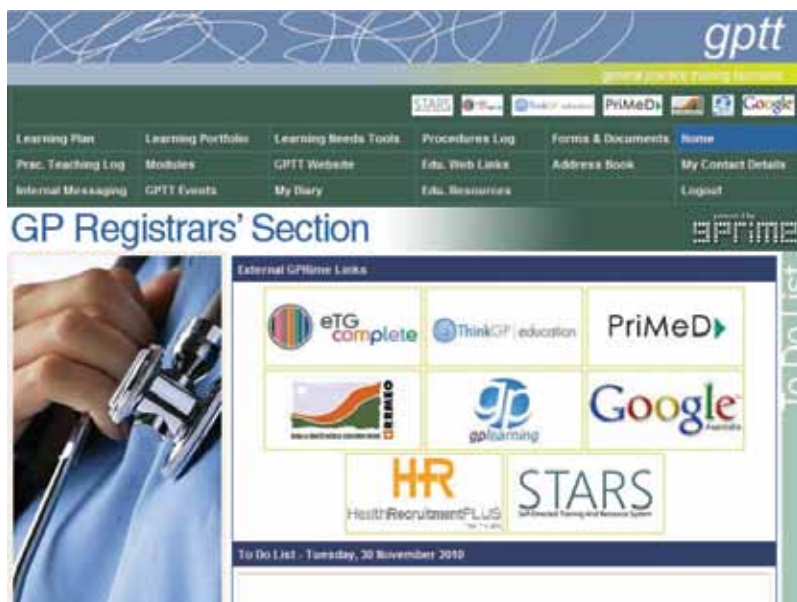 gptt
general practice training tasmania
STARS ThinkGP education PriMeD Google
Learning Plan Learning Portfolio Learning Needs Tools Procedures Log Forms & Documents Home
Prac. Teaching Log Modules GPTT Website Edu. Web Links Address Book My Contact Details
Internal Messaging GPTT Events My Diary Edu. Resources Logout
GP Registrars' Section
powered by
gPrime
To Do List
External GPRime Links
eTG complete ThinkGP education PriMeD
REMEO gplearning Google Australia
HR HealthRecruitmentPLUS STARS
Self-Directed Training And Resource System
To Do List - Tuesday, 30 November 2010